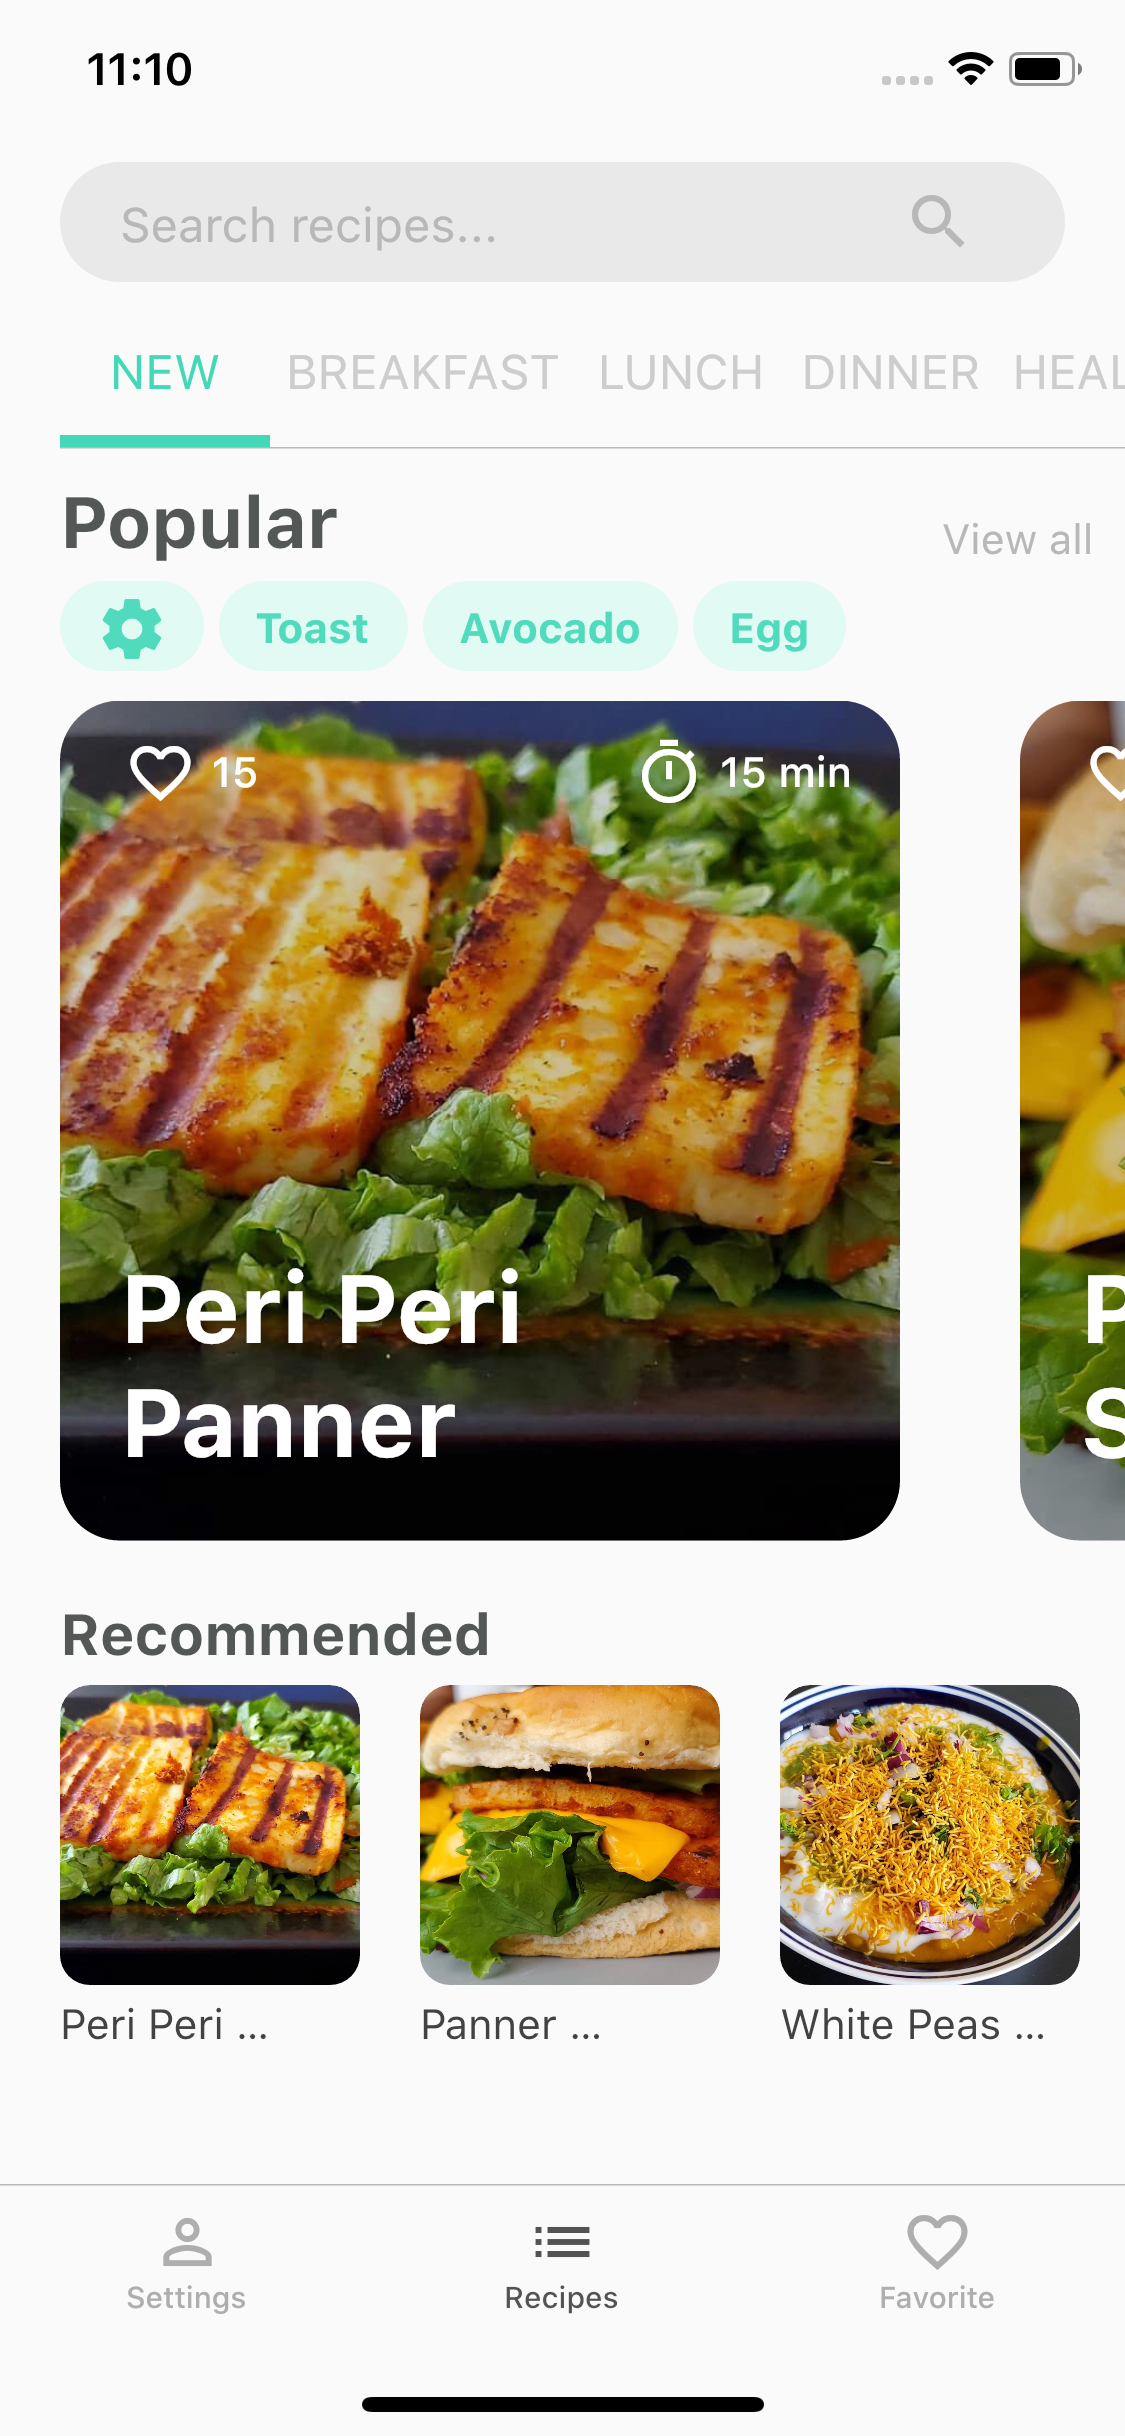 11:10
Search recipes...
NEW BREAKFAST LUNCH DINNER HEAL
Popular
View all
Toast Avocado Egg
15 15 min
Peri Peri
Panner
P
S
Recommended
Peri Peri ... Panner ... White Peas ...
Settings Recipes Favorite